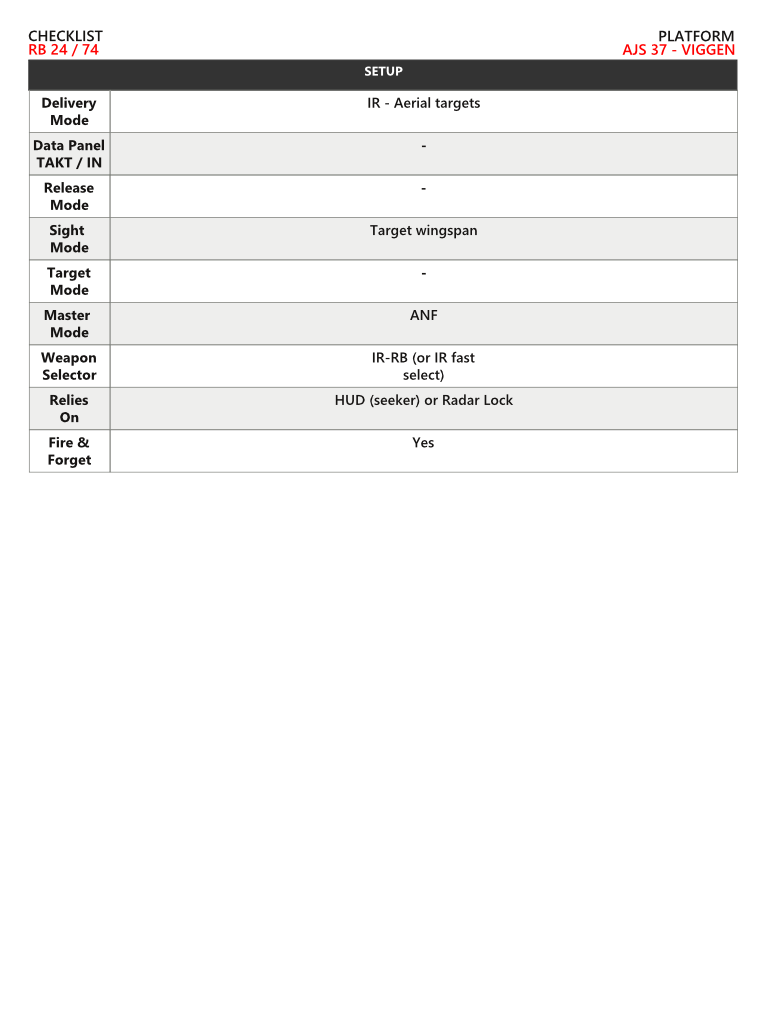 CHECKLIST
PLATFORM
RB 24 / 74
AJS 37 - VIGGEN
SETUP
Delivery
Mode
IR - Aerial targets
Data Panel
TAKT / IN
-
Release
Mode
-
Sight
Mode
Target wingspan
Target
Mode
-
Master
Mode
ANF
Weapon
Selector
IR-RB (or IR fast
select)
Relies
On
HUD (seeker) or Radar Lock
Fire &
Forget
Yes